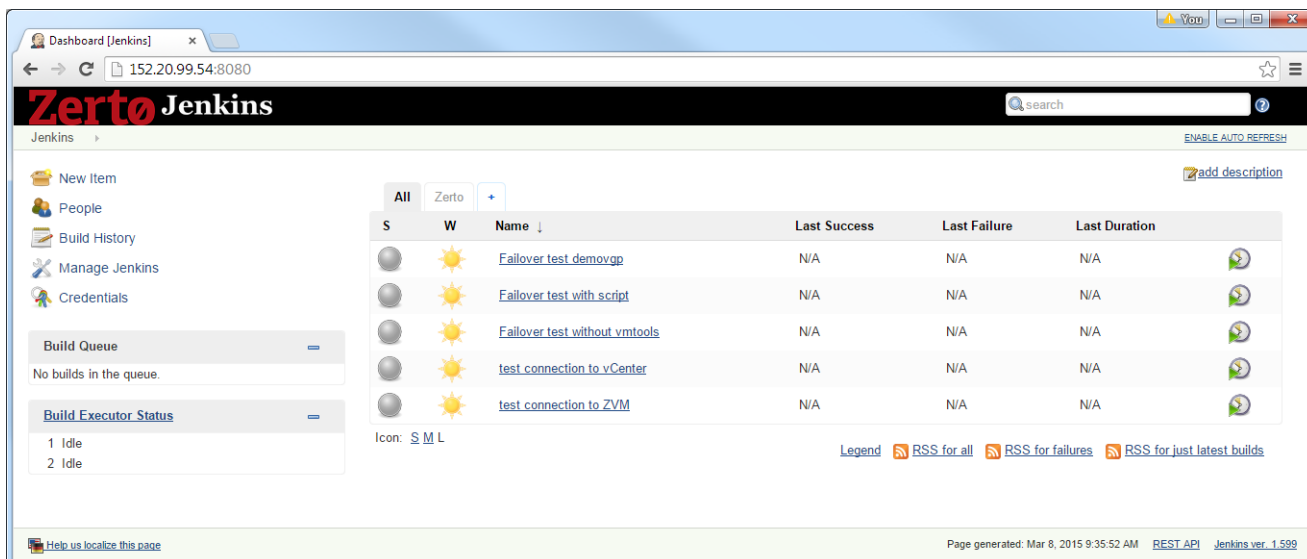 You
Dashboard [Jenkins]
152.20.99.54:8080
Zertø Jenkins
search
Jenkins
ENABLE AUTO REFRESH
New Item
People
Build History
Manage Jenkins
Credentials
Build Queue
No builds in the queue.
Build Executor Status
1 Idle
2 Idle
add description
All Zerto +
S W Name ↓ Last Success Last Failure Last Duration
Failover test demovgp N/A N/A N/A
Failover test with script N/A N/A N/A
Failover test without vmtools N/A N/A N/A
test connection to vCenter N/A N/A N/A
test connection to ZVM N/A N/A N/A
Icon: S M L
Legend RSS for all RSS for failures RSS for just latest builds
Help us localize this page
Page generated: Mar 8, 2015 9:35:52 AM REST API Jenkins ver. 1.599